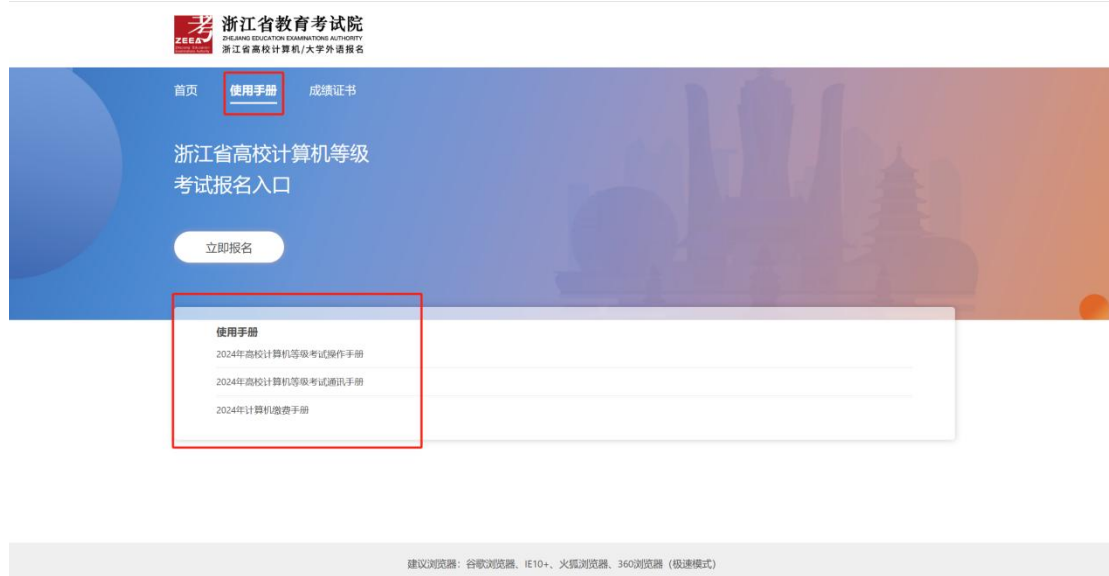 考
ZEEA
浙江省教育考试院
ZHEJIANG EDUCATION EXAMINATIONS AUTHORITY
浙江省高校计算机/大学外语报名
首页 使用手册 成绩证书
浙江省高校计算机等级
考试报名入口
立即报名
使用手册
2024年高校计算机等级考试操作手册
2024年高校计算机等级考试通讯手册
2024年计算机缴费手册
建议浏览器：谷歌浏览器、IE10+、火狐浏览器、360浏览器（极速模式）